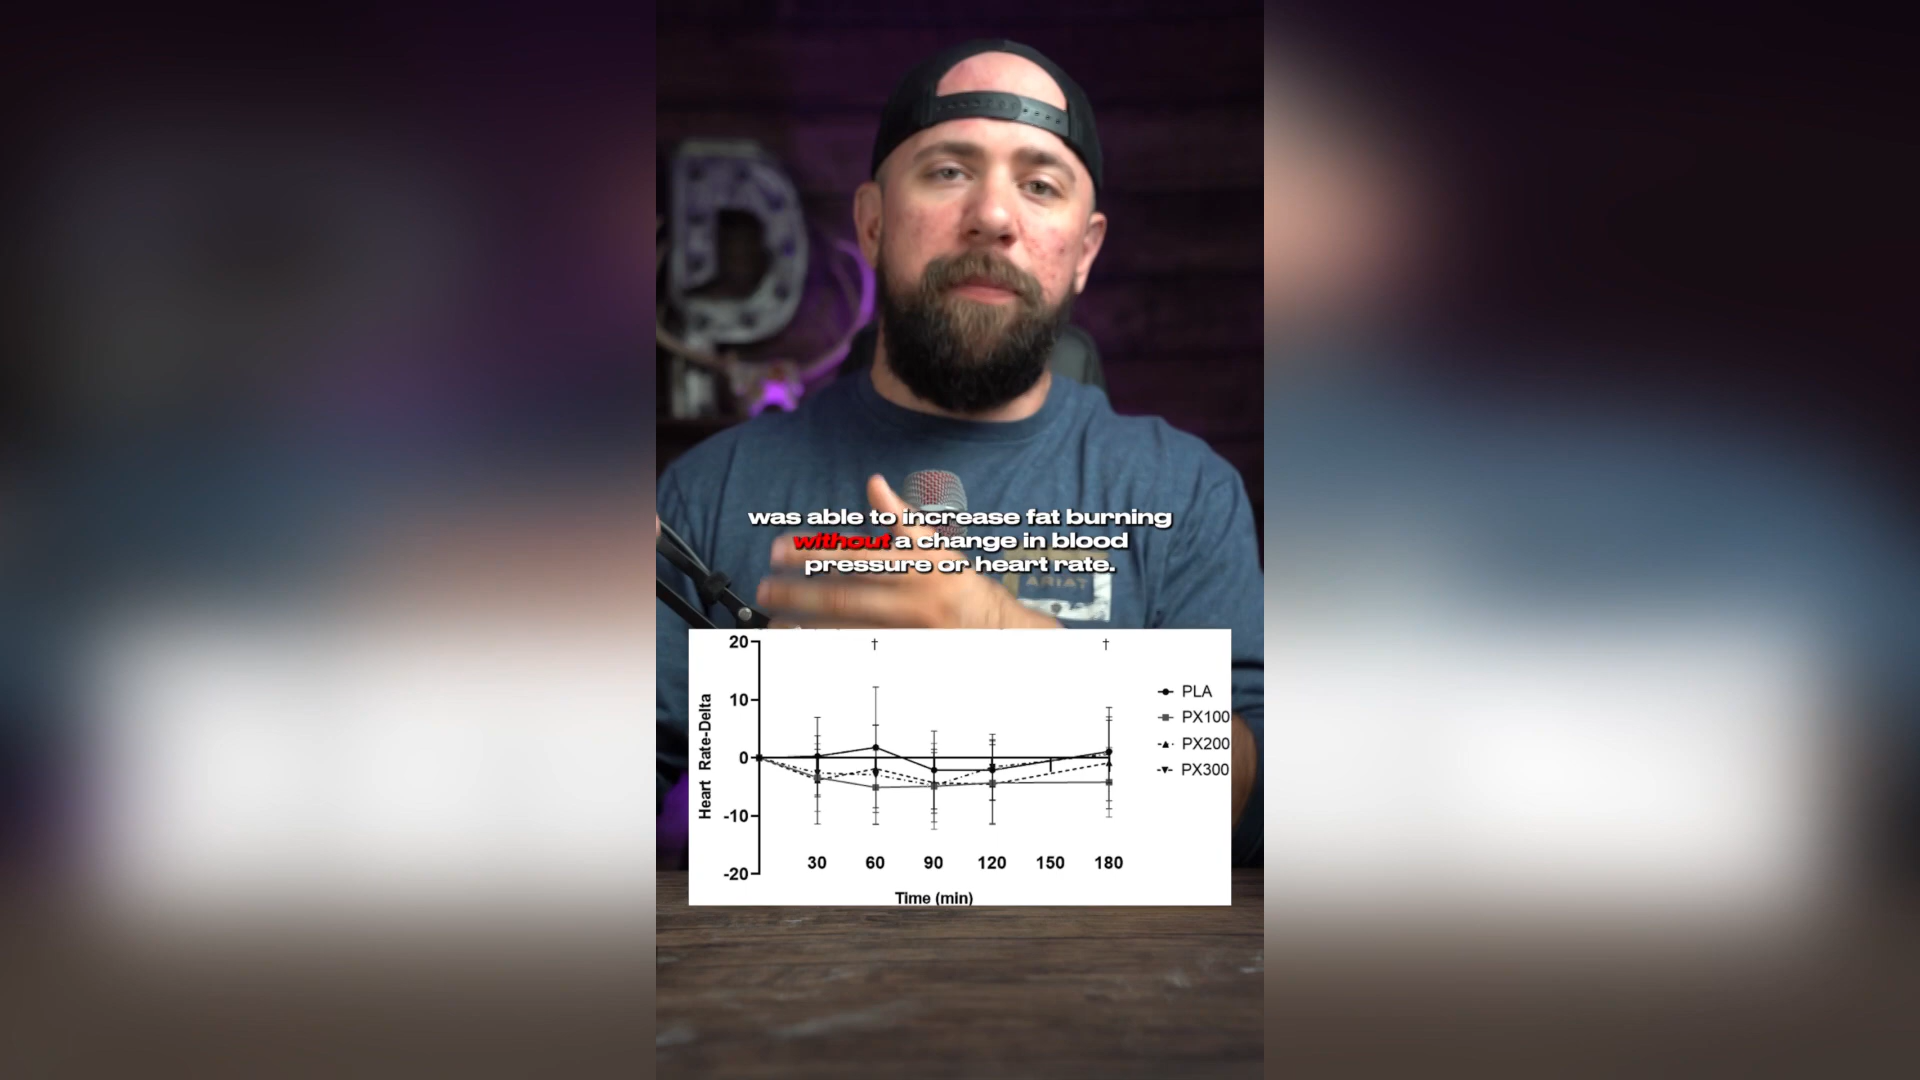 P
was able to increase fat burning
without a change in blood
pressure or heart rate.
ARIAT
20
10
0
-10
-20
Heart Rate-Delta
†
†
30 60 90 120 150 180
Time (min)
PLA
PX100
PX200
PX300